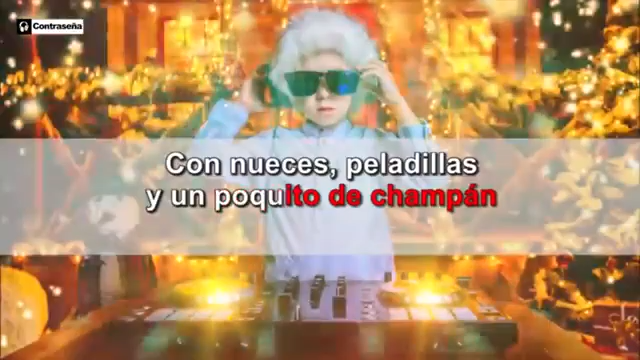 Contraseña
Con nueces, peladillas
y un poquito de champán